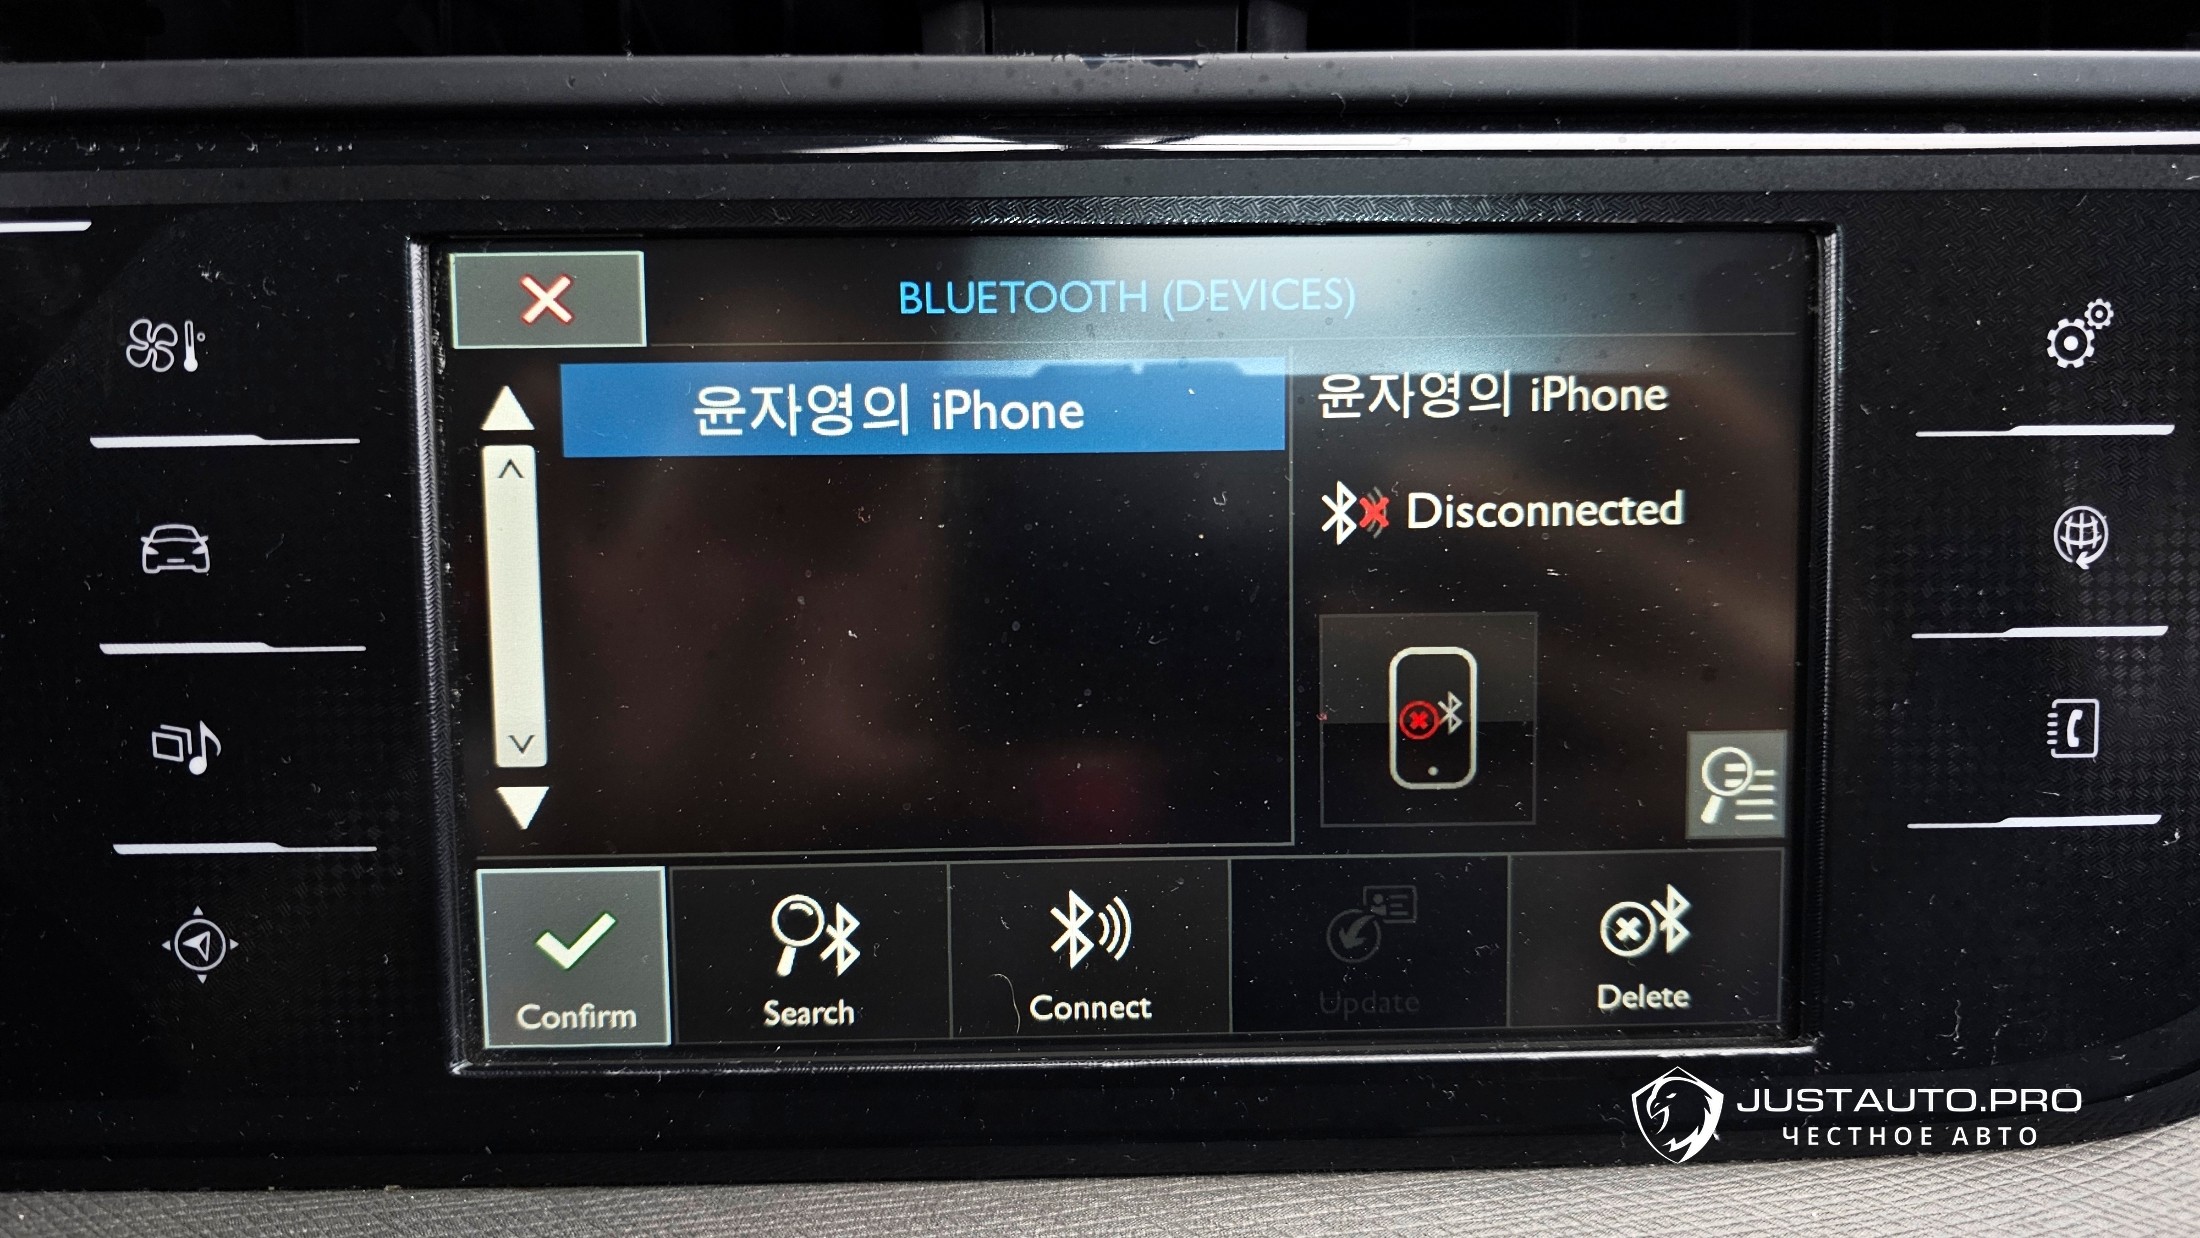 BLUETOOTH (DEVICES)
윤자영의 iPhone
윤자영의 iPhone
Disconnected
Confirm
Search
Connect
Update
Delete
JUSTAUTO.PRO
ЧЕСТНОЕ АВТО